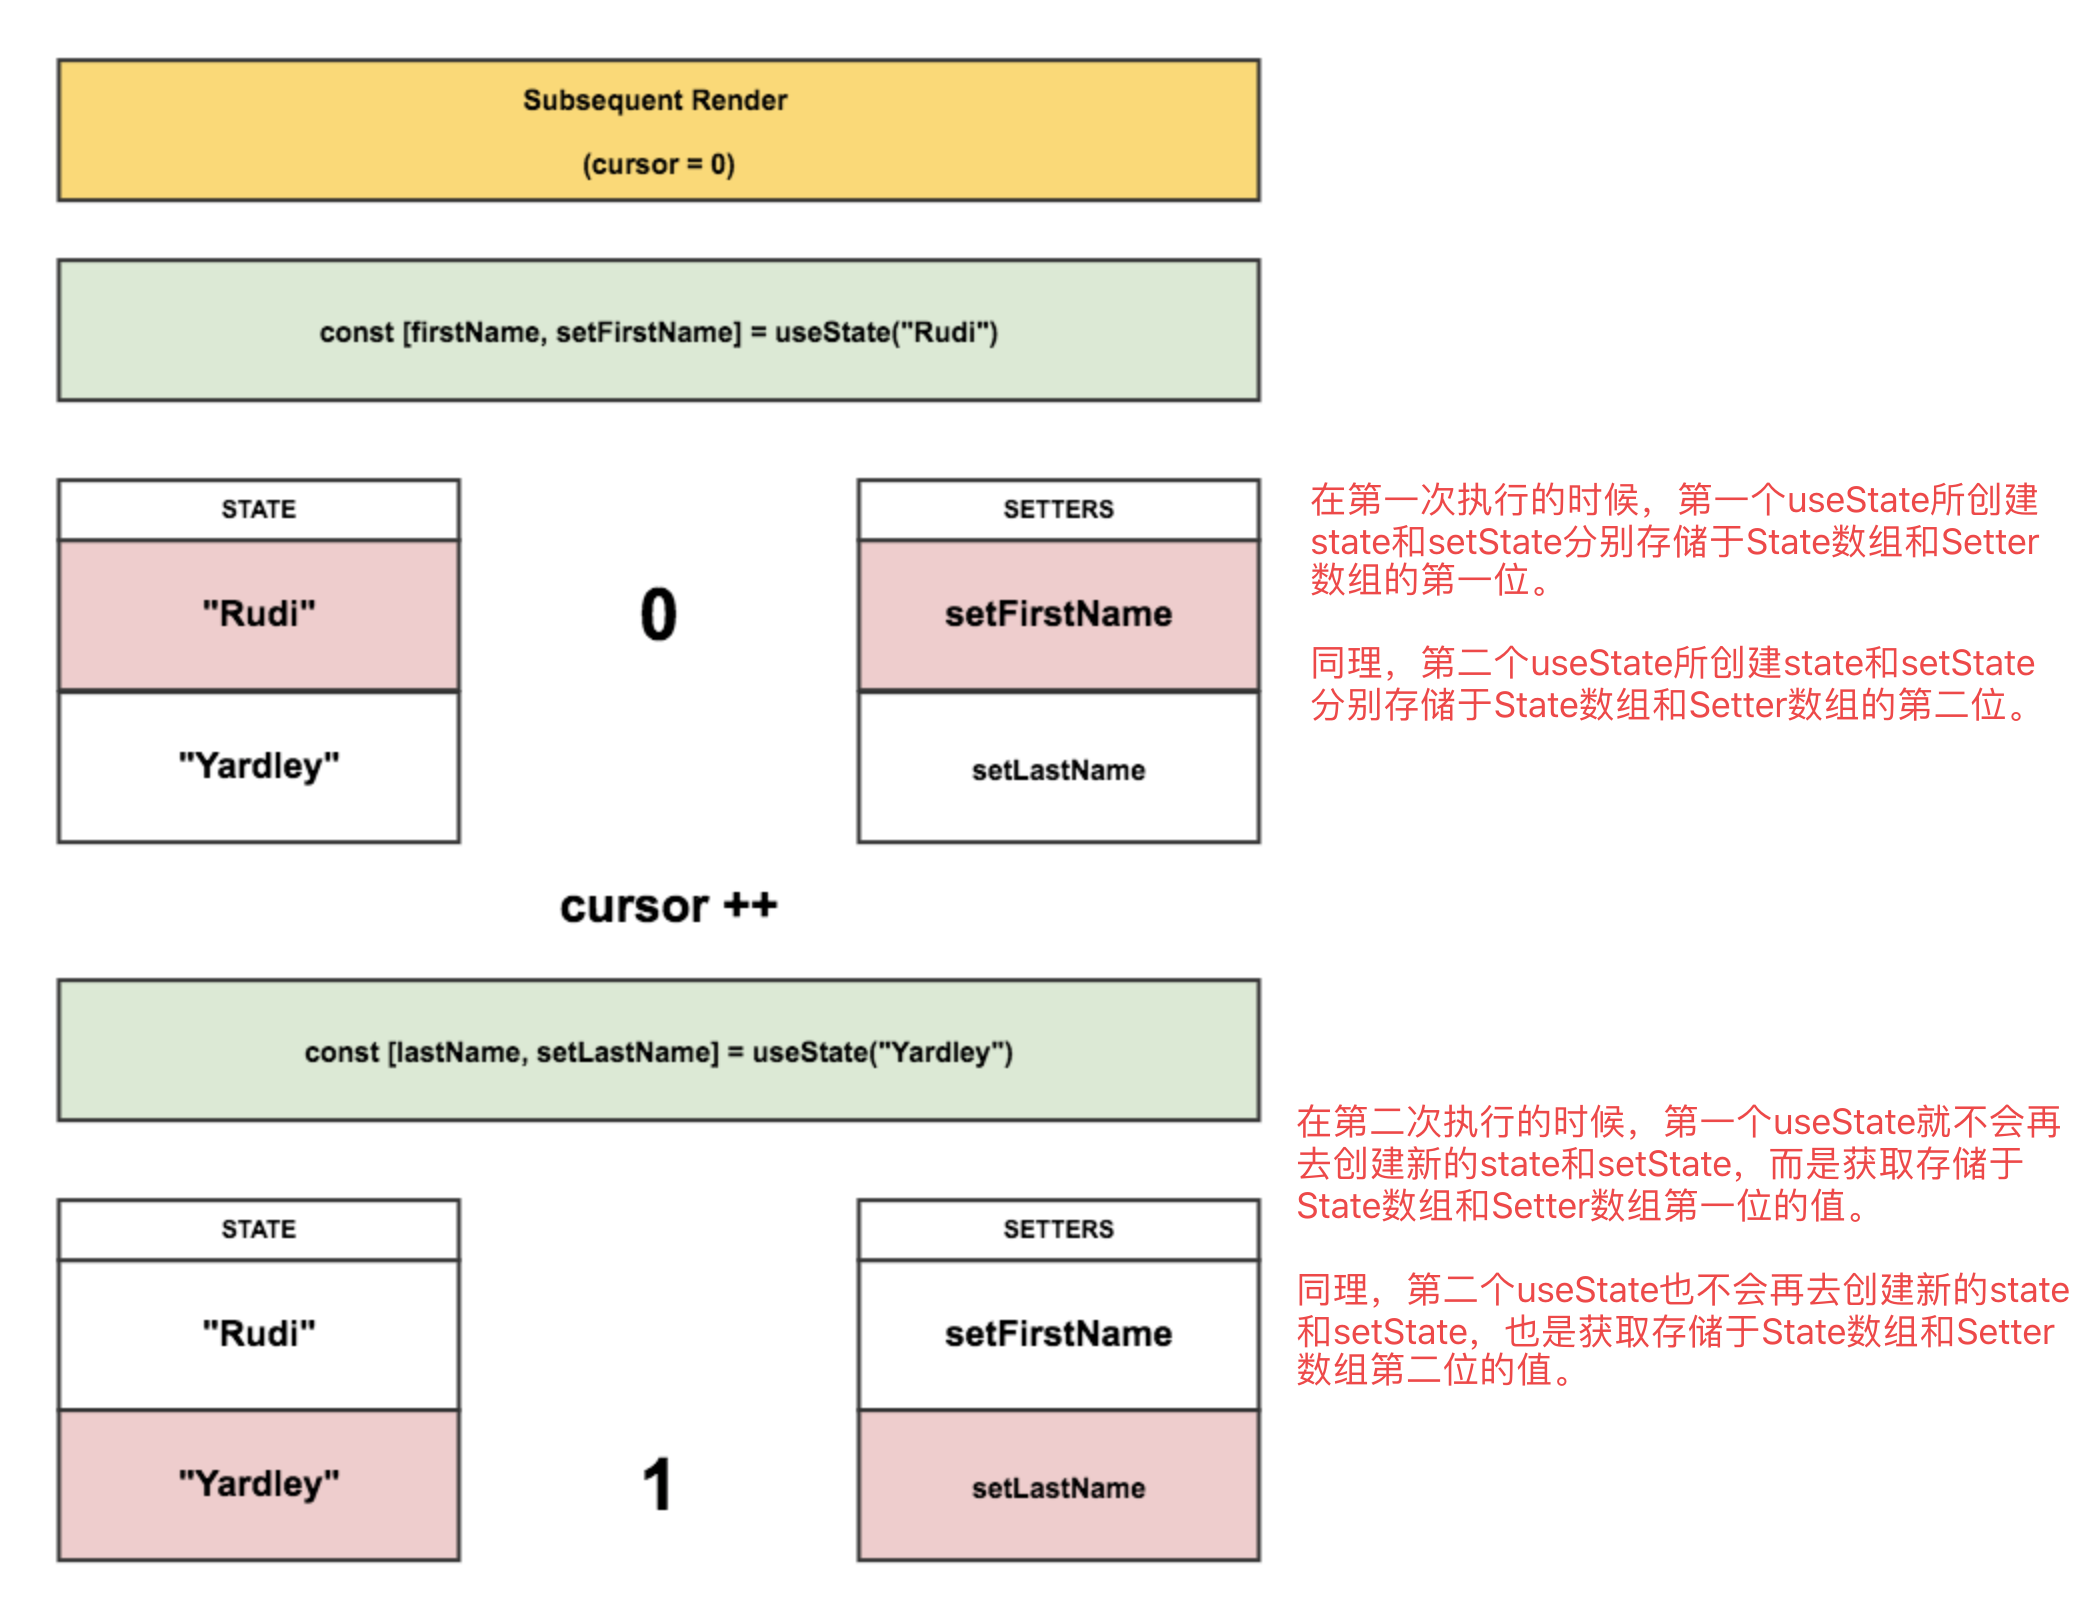 Subsequent Render
(cursor = 0)
const [firstName, setFirstName] = useState("Rudi")
STATE
SETTERS
"Rudi"
0
setFirstName
"Yardley"
setLastName
在第一次执行的时候，第一个useState所创建
state和setState分别存储于State数组和Setter
数组的第一位。
同理，第二个useState所创建state和setState
分别存储于State数组和Setter数组的第二位。
cursor ++
const [lastName, setLastName] = useState("Yardley")
STATE
SETTERS
"Rudi"
setFirstName
"Yardley"
1
setLastName
在第二次执行的时候，第一个useState就不会再
去创建新的state和setState，而是获取存储于
State数组和Setter数组第一位的值。
同理，第二个useState也不会再去创建新的state
和setState，也是获取存储于State数组和Setter
数组第二位的值。